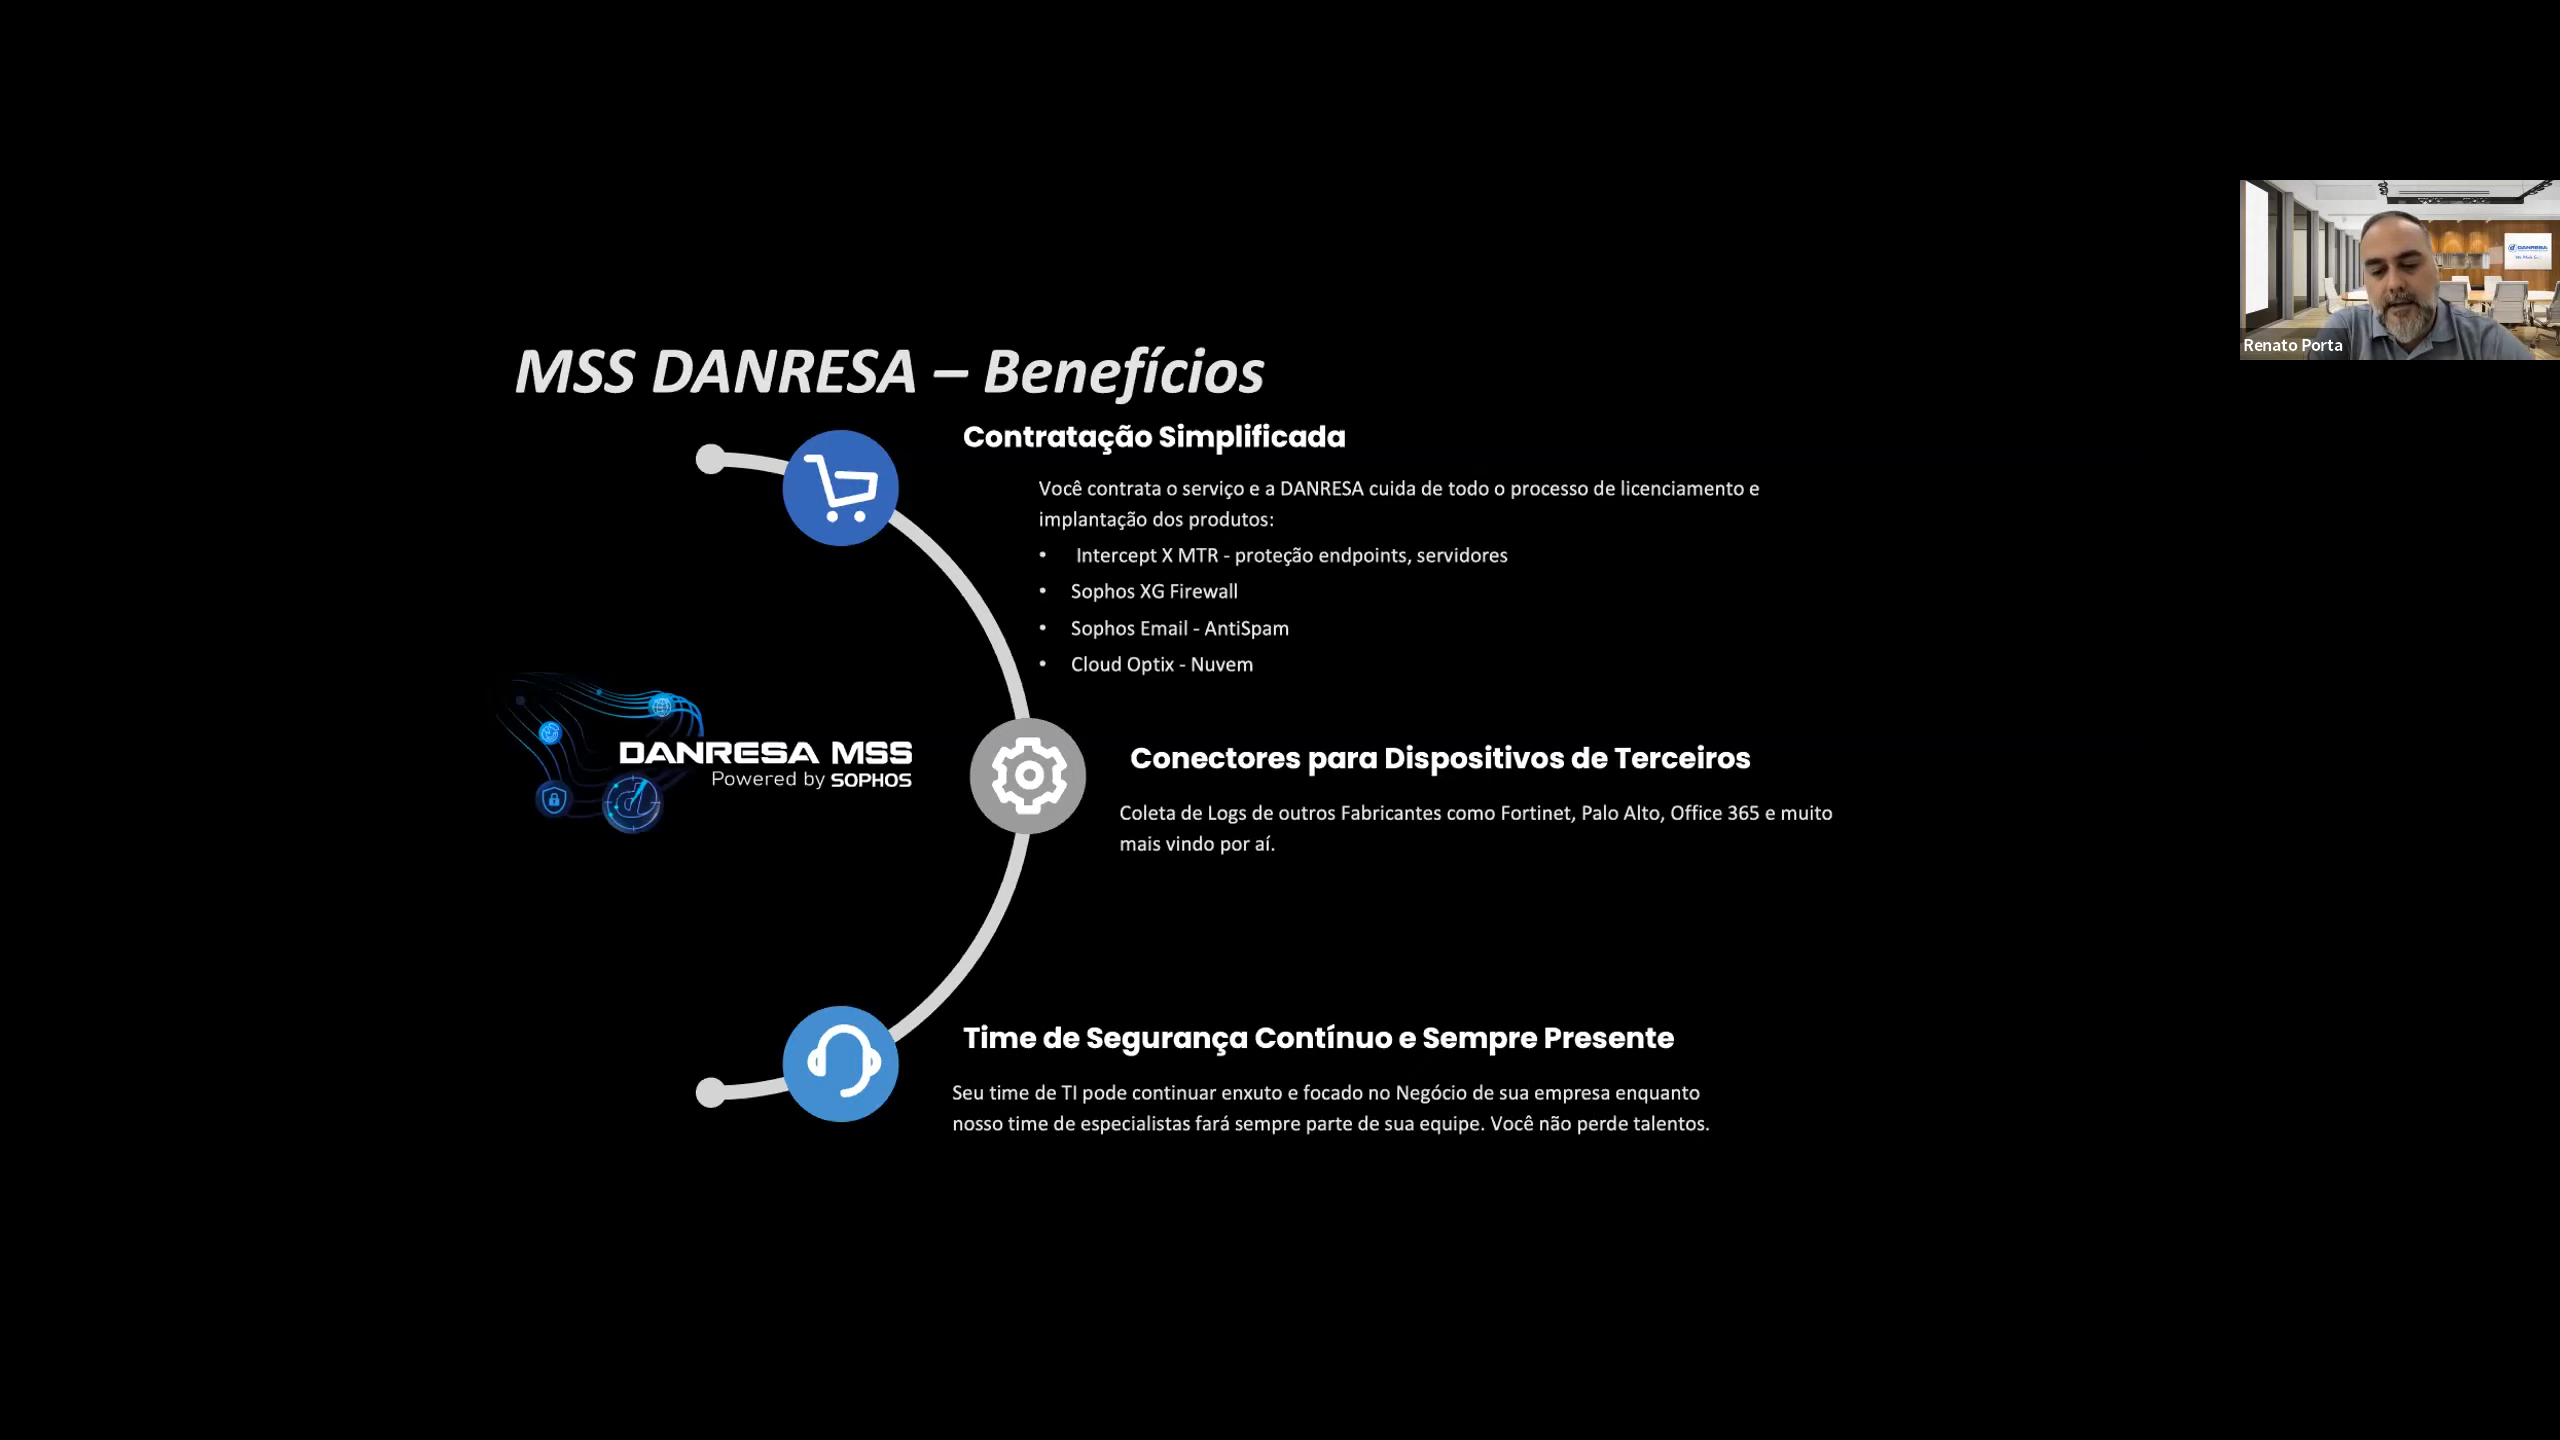 MSS DANRESA – Benefícios
Contratação Simplificada
Você contrata o serviço e a DANRESA cuida de todo o processo de licenciamento e
implantação dos produtos:
• Intercept X MTR - proteção endpoints, servidores
• Sophos XG Firewall
• Sophos Email - AntiSpam
• Cloud Optix - Nuvem
DANRESA MSS
Powered by SOPHOS
Conectores para Dispositivos de Terceiros
Coleta de Logs de outros Fabricantes como Fortinet, Palo Alto, Office 365 e muito
mais vindo por aí.
Time de Segurança Contínuo e Sempre Presente
Seu time de TI pode continuar enxuto e focado no Negócio de sua empresa enquanto
nosso time de especialistas fará sempre parte de sua equipe. Você não perde talentos.
DANRESA
Renato Porta